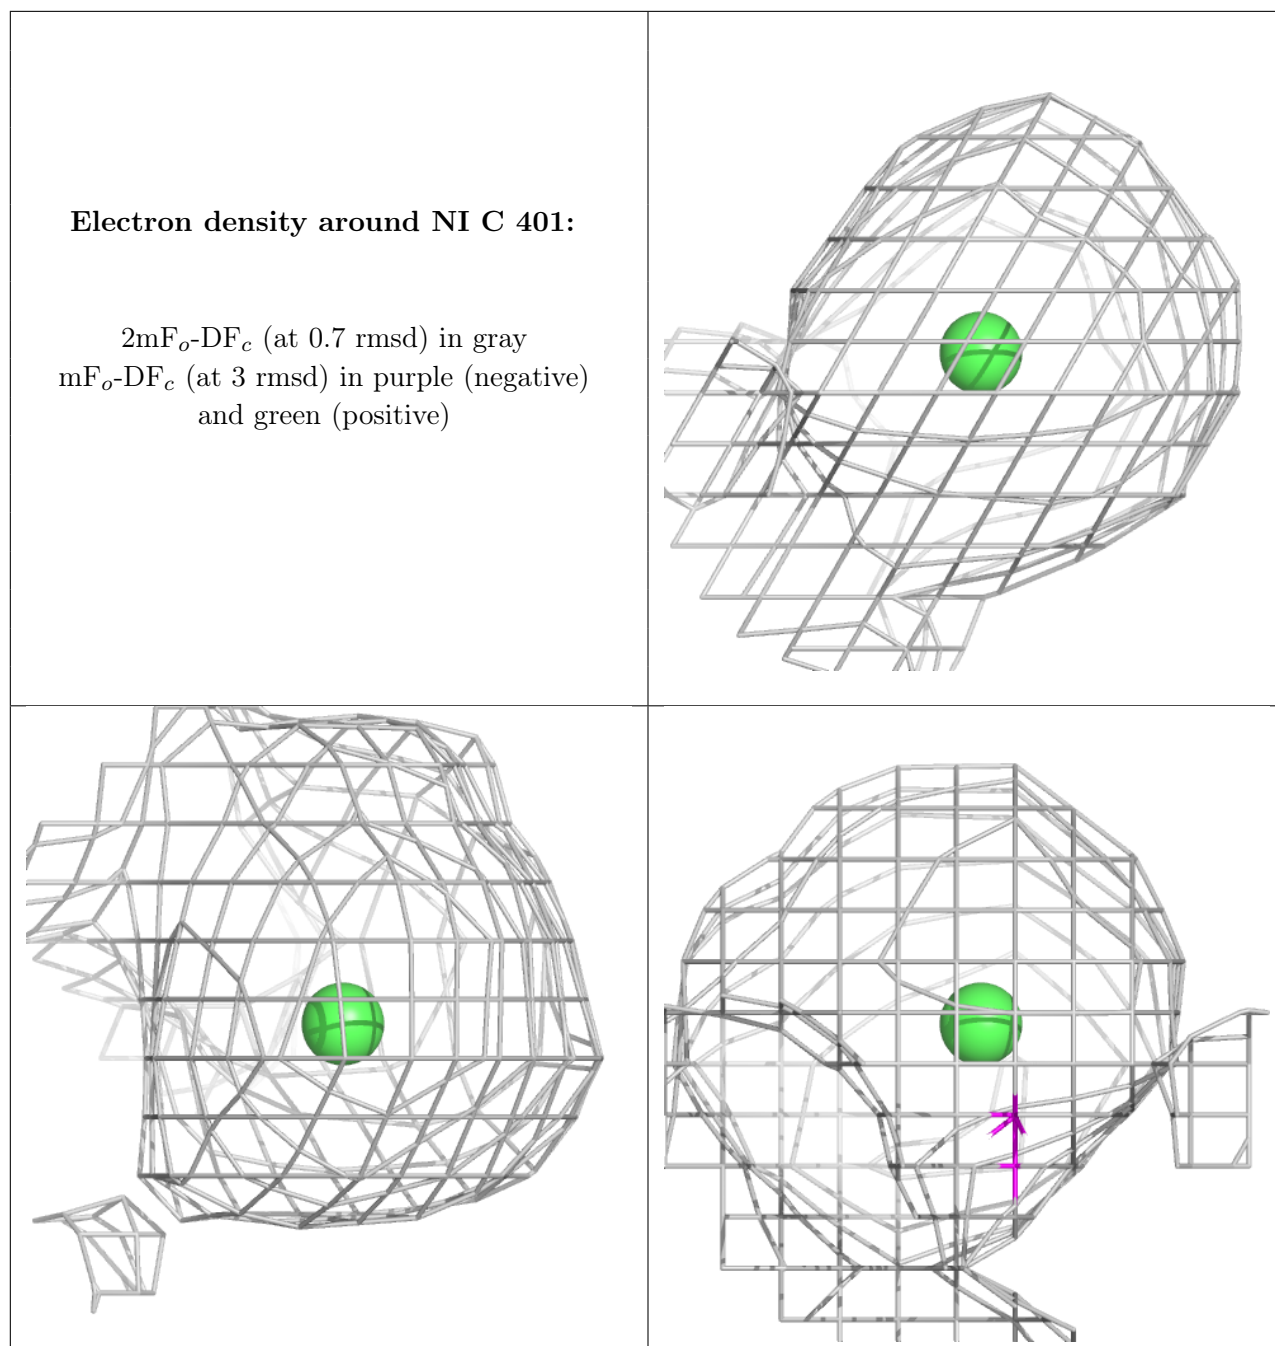 Electron density around NI C 401:
2mFo-DFc (at 0.7 rmsd) in gray
mFo-DFc (at 3 rmsd) in purple (negative)
and green (positive)